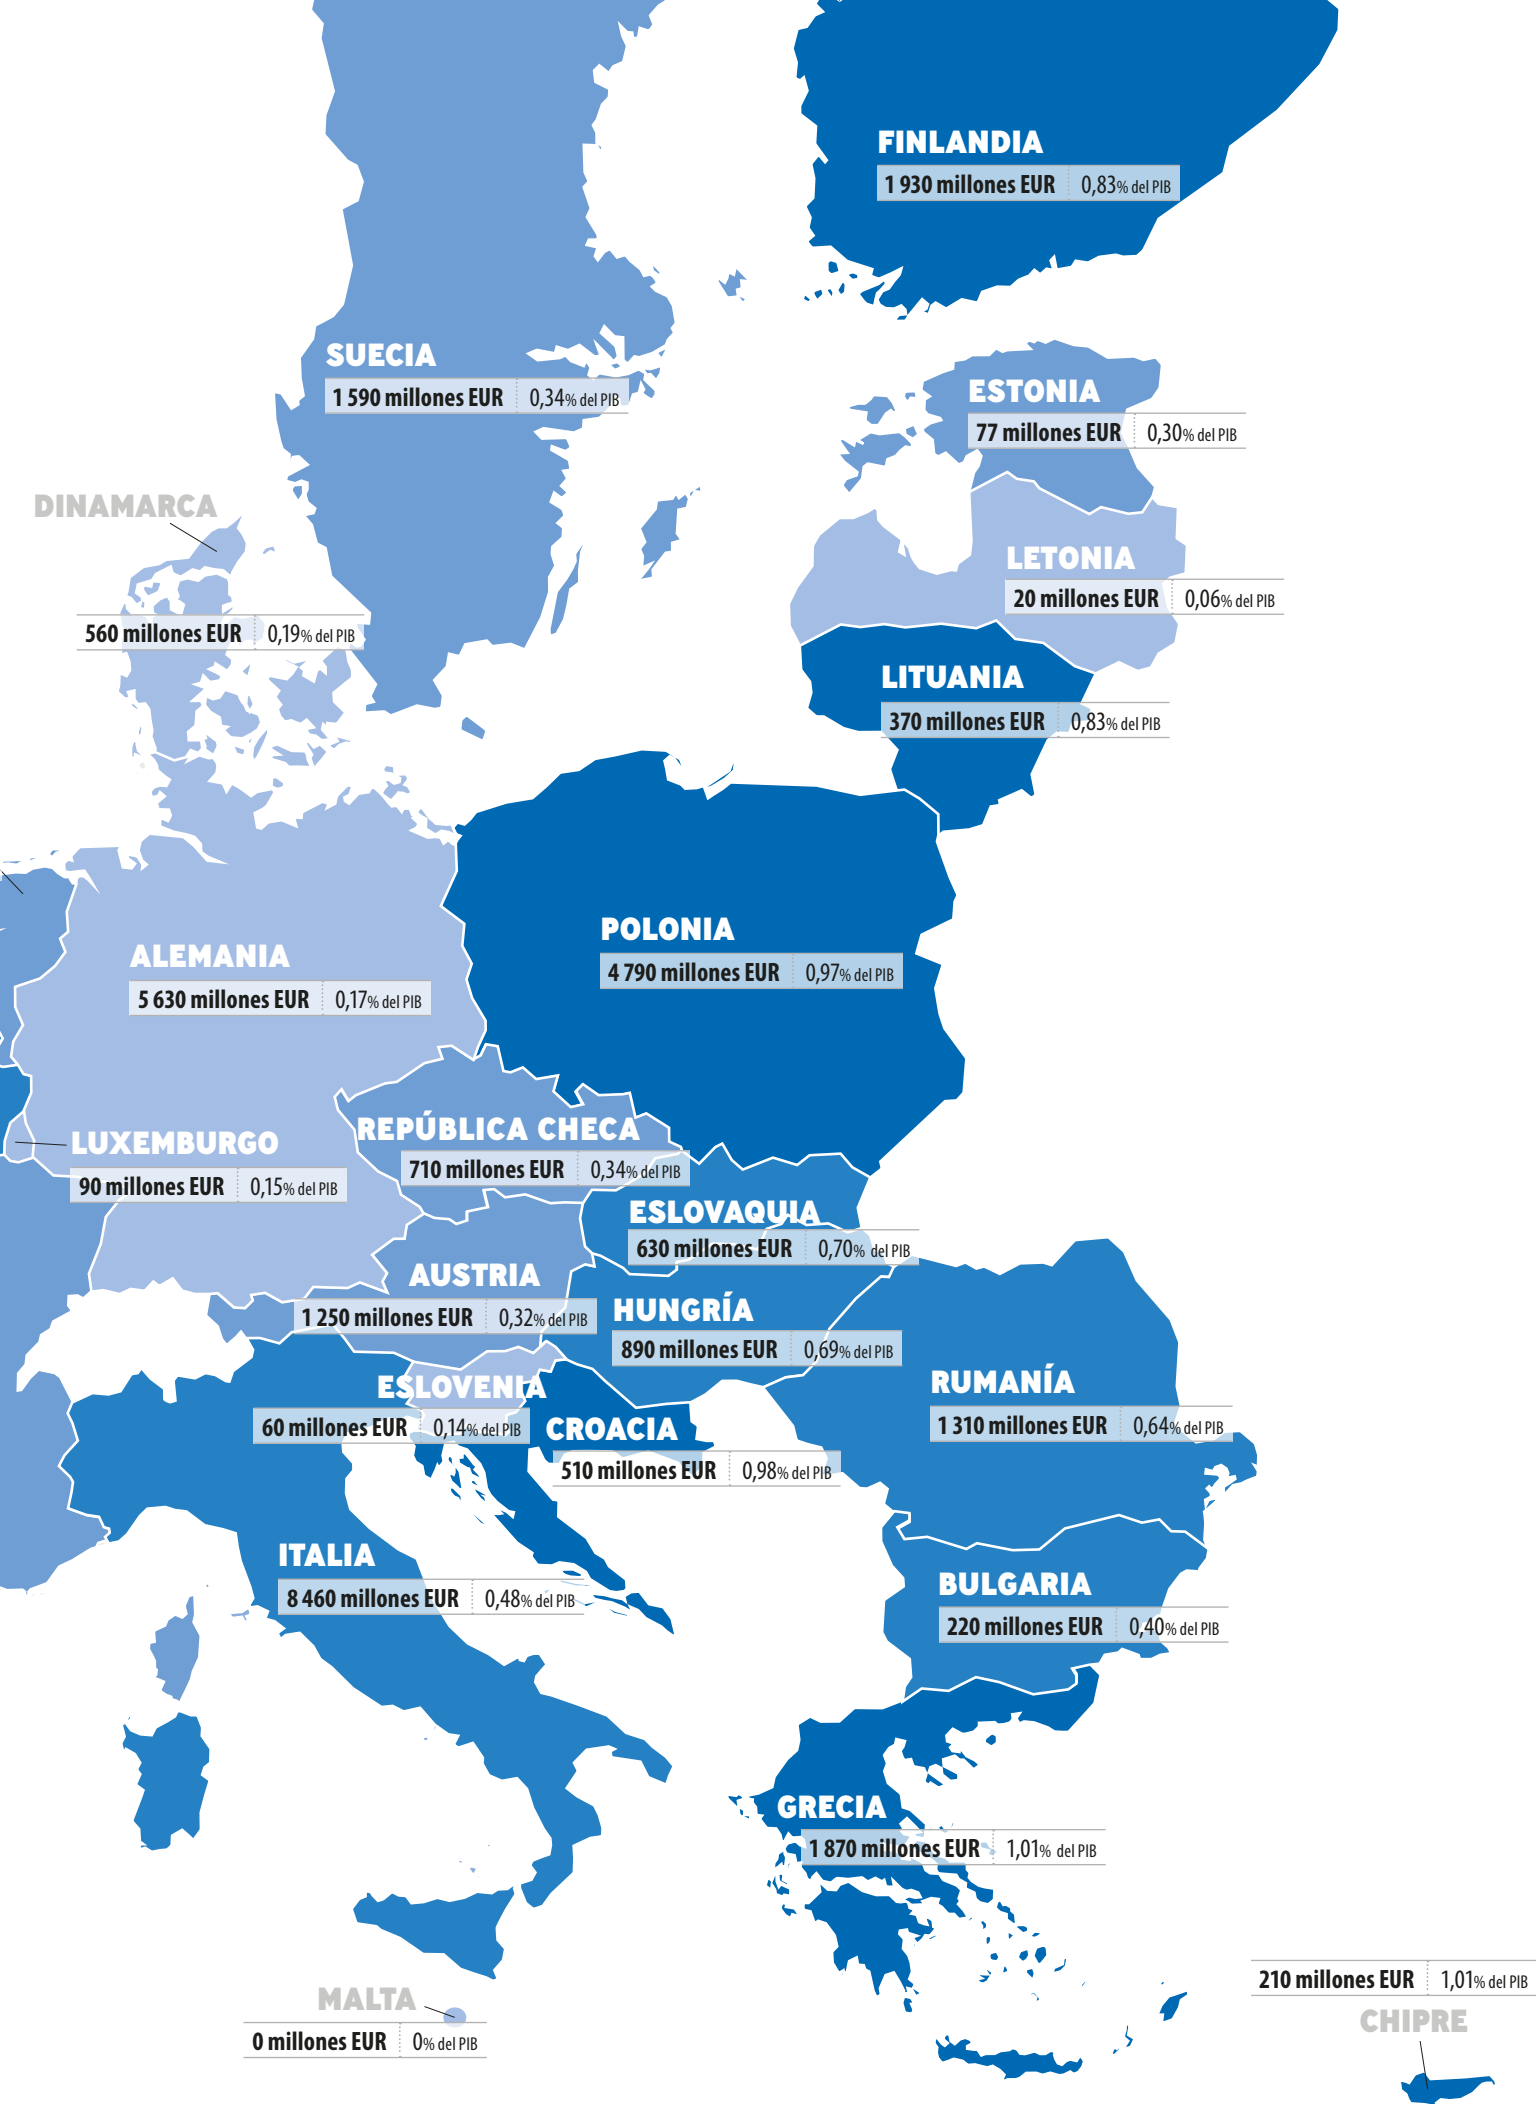 FINLANDIA
1 930 millones EUR 0,83% del PIB
SUECIA
1 590 millones EUR 0,34% del PIB
ESTONIA
77 millones EUR 0,30% del PIB
DINAMARCA
560 millones EUR 0,19% del PIB
LETONIA
20 millones EUR 0,06% del PIB
LITUANIA
370 millones EUR 0,83% del PIB
POLONIA
4 790 millones EUR 0,97% del PIB
ALEMANIA
5 630 millones EUR 0,17% del PIB
REPÚBLICA CHECA
710 millones EUR 0,34% del PIB
LUXEMBURGO
90 millones EUR 0,15% del PIB
ESLOVAQUIA
630 millones EUR 0,70% del PIB
AUSTRIA
1 250 millones EUR 0,32% del PIB
HUNGRÍA
890 millones EUR 0,69% del PIB
RUMANÍA
1 310 millones EUR 0,64% del PIB
ESLOVENIA
60 millones EUR 0,14% del PIB
CROACIA
510 millones EUR 0,98% del PIB
ITALIA
8 460 millones EUR 0,48% del PIB
BULGARIA
220 millones EUR 0,40% del PIB
GRECIA
1 870 millones EUR 1,01% del PIB
MALTA
0 millones EUR 0% del PIB
210 millones EUR 1,01% del PIB
CHIPRE